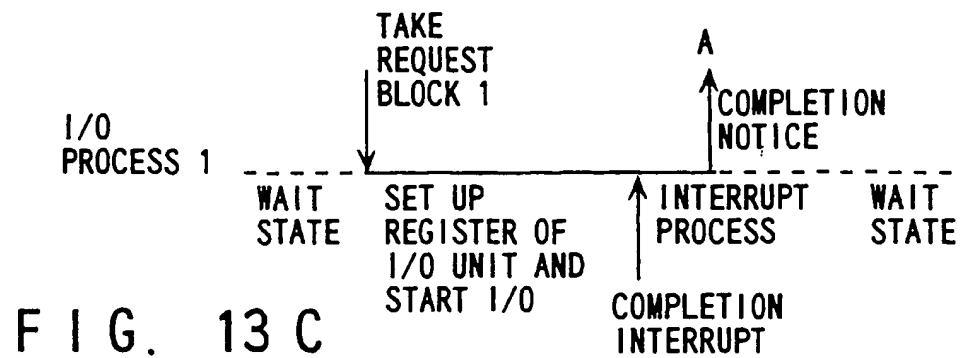 TAKE
REQUEST
BLOCK 1
A
COMPLETION
NOTICE
I/O
PROCESS 1
WAIT
STATE
SET UP
REGISTER OF
I/O UNIT AND
START I/O
INTERRUPT
PROCESS
WAIT
STATE
COMPLETION
INTERRUPT
FIG. 13C